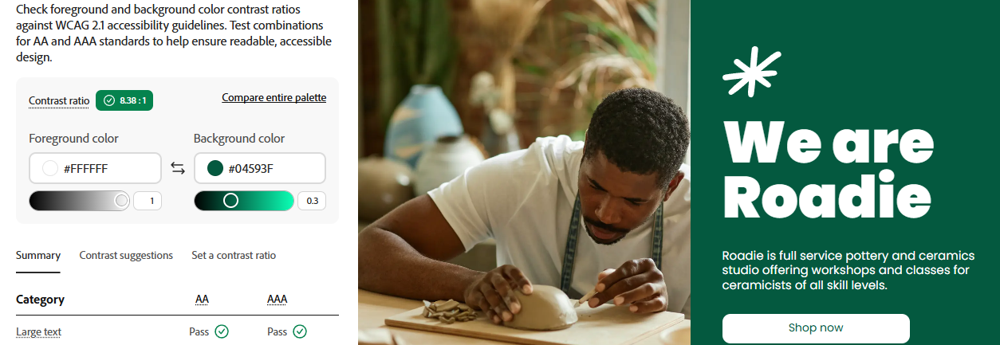 Check foreground and background color contrast ratios
against WCAG 2.1 accessibility guidelines. Test combinations
for AA and AAA standards to help ensure readable, accessible
design.
Contrast ratio 8.38 : 1 Compare entire palette
Foreground color Background color
#FFFFFF #04593F
1 0.3
Summary Contrast suggestions Set a contrast ratio
Category AA AAA
Large text Pass Pass
We are
Roadie
Roadie is full service pottery and ceramics
studio offering workshops and classes for
ceramicists of all skill levels.
Shop now